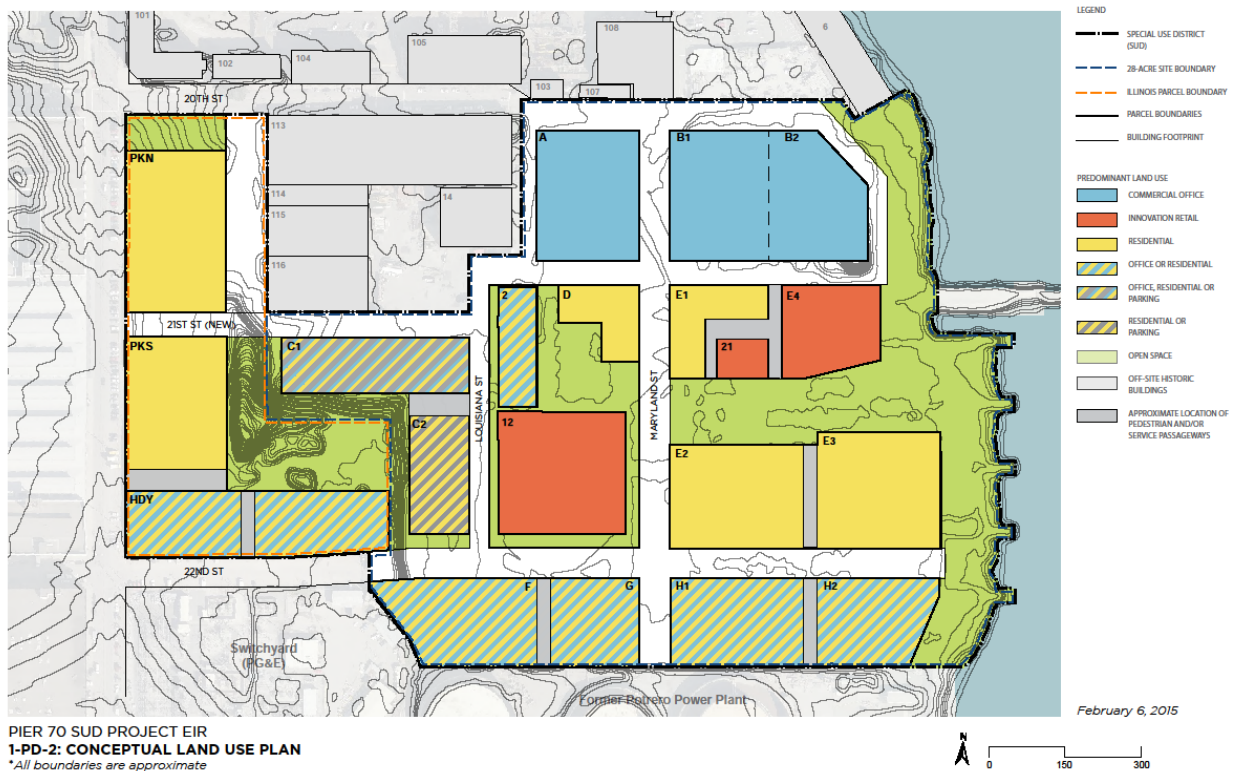 101
102
104
105
108
6
103
107
20TH ST
113
114
115
116
14
PKN
A
B1
B2
21ST ST (NEW)
PKS
C1
C2
2
D
E1
E4
21
12
LOUISIANA ST
MARYLAND ST
E2
E3
HDY
22ND ST
F
G
H1
H2
Switchyard
(PG&E)
Former Potrero Power Plant
LEGEND
SPECIAL USE DISTRICT
(SUD)
28-ACRE SITE BOUNDARY
ILLINOIS PARCEL BOUNDARY
PARCEL BOUNDARIES
BUILDING FOOTPRINT
PREDOMINANT LAND USE
COMMERCIAL OFFICE
INNOVATION RETAIL
RESIDENTIAL
OFFICE OR RESIDENTIAL
OFFICE, RESIDENTIAL OR
PARKING
RESIDENTIAL OR
PARKING
OPEN SPACE
OFF-SITE HISTORIC
BUILDINGS
APPROXIMATE LOCATION OF
PEDESTRIAN AND/OR
SERVICE PASSAGEWAYS
February 6, 2015
PIER 70 SUD PROJECT EIR
1-PD-2: CONCEPTUAL LAND USE PLAN
*All boundaries are approximate
N
0 150 300